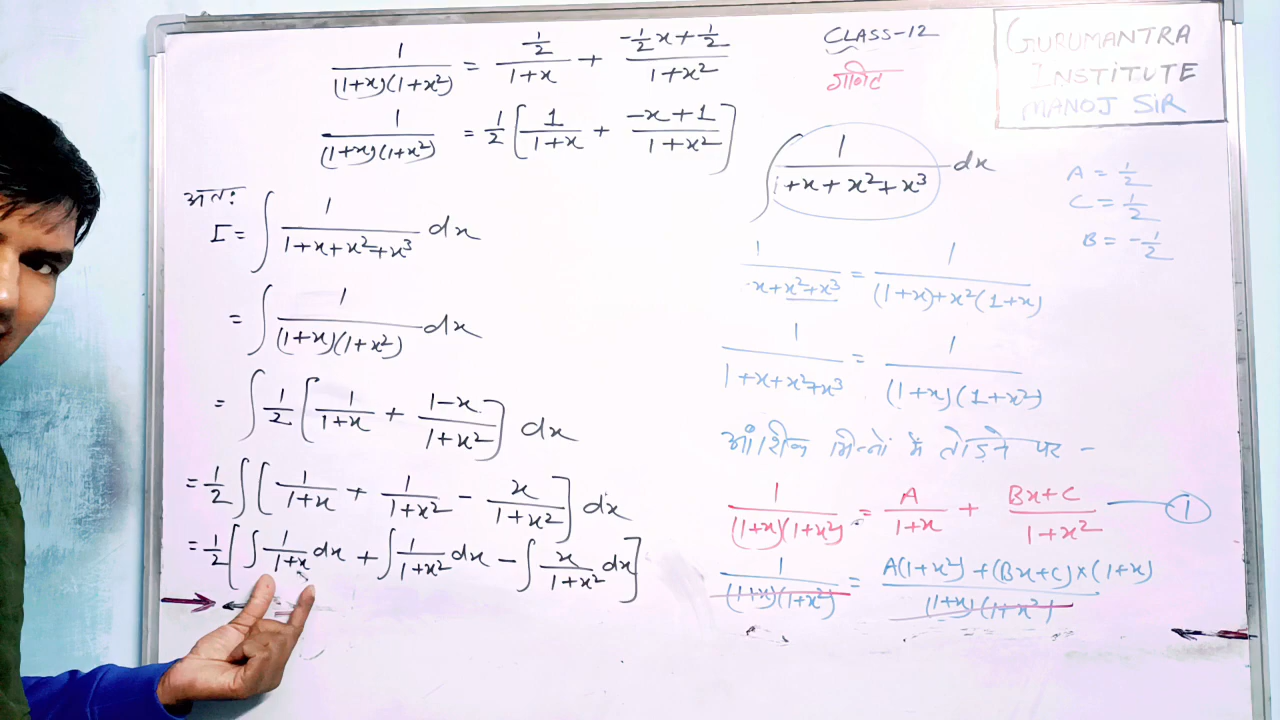 1/((1+x)(1+x²)) = (1/2)/(1+x) + (-1/2x+1/2)/(1+x²)
1/((1+x)(1+x²)) = 1/2[1/(1+x) + (-x+1)/(1+x²)]
अतः
I = ∫ 1/(1+x+x²+x³) dx
= ∫ 1/((1+x)(1+x²)) dx
= ∫ 1/2[1/(1+x) + (1-x)/(1+x²)] dx
= 1/2 ∫[1/(1+x) + 1/(1+x²) - x/(1+x²)] dx
= 1/2[∫ 1/(1+x) dx + ∫ 1/(1+x²) dx - ∫ x/(1+x²) dx]
CLASS-12
गणित
GURUMANTRA
INSTITUTE
MANOJ SIR
∫ 1/(1+x+x²+x³) dx
A = 1/2
C = 1/2
B = -1/2
1/(x+x²+x³) = 1/((1+x)+x²(1+x))
1/(1+x+x²+x³) = 1/((1+x)(1+x²))
आंशिक भिन्नों में तोड़ने पर -
1/((1+x)(1+x²)) = A/(1+x) + (Bx+C)/(1+x²) — 1
1/((1+x)(1+x²)) = (A(1+x²)+(Bx+C)×(1+x))/((1+x)(1+x²))